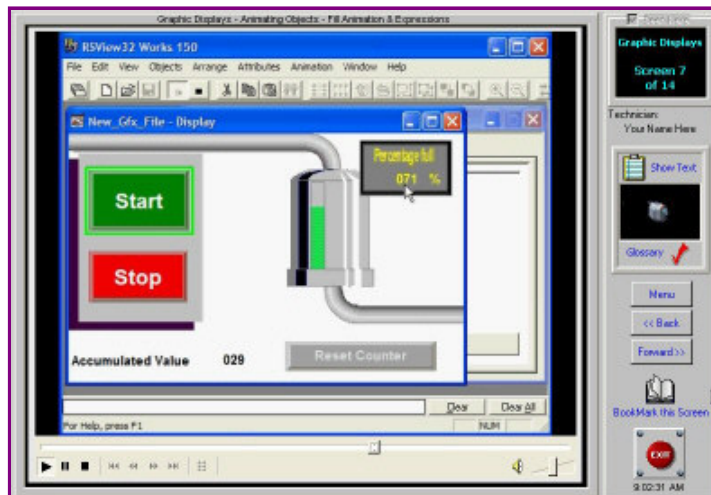 Graphic Displays - Animating Objects - Fill Animation & Expressions
RSView32 Works 150
File Edit View Objects Arrange Attributes Animation Window Help
New_Gfx_File - Display
Percentage full
071 %
Start
Stop
Accumulated Value 029
Reset Counter
Clear Clear All
For Help, press F1
NUM
Graphic Displays
Screen 7
of 14
Technician:
Your Name Here
Show Text
Glossary
Menu
<< Back
Forward >>
BookMark this Screen
EXIT
9:02:31 AM